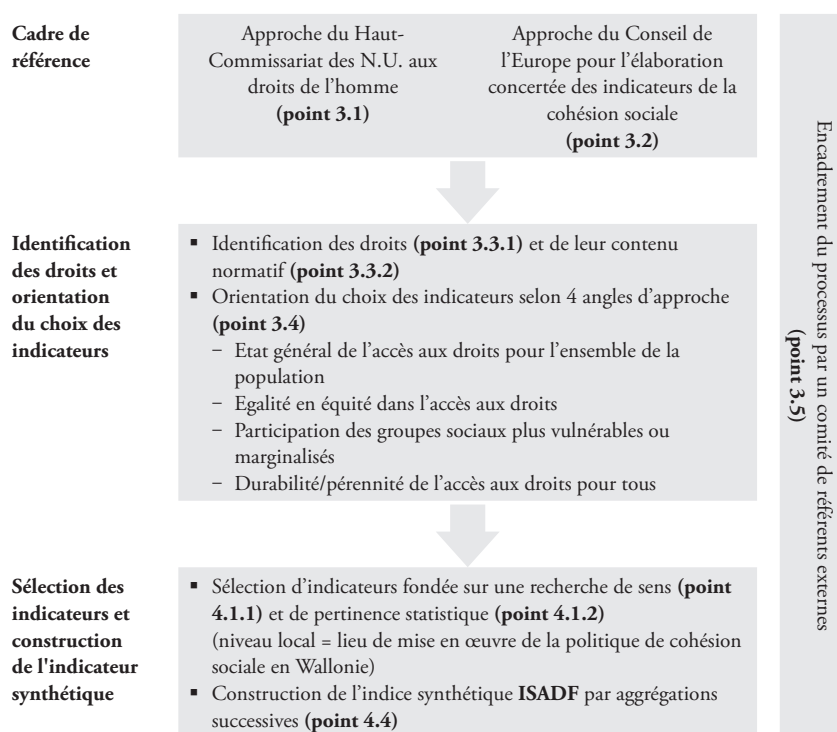 Cadre de
référence
Approche du Haut-
Commissariat des N.U. aux
droits de l'homme
(point 3.1)
Approche du Conseil de
l'Europe pour l'élaboration
concertée des indicateurs de la
cohésion sociale
(point 3.2)
Identification
des droits et
orientation
du choix des
indicateurs
▪ Identification des droits (point 3.3.1) et de leur contenu
normatif (point 3.3.2)
▪ Orientation du choix des indicateurs selon 4 angles d'approche
(point 3.4)
– Etat général de l'accès aux droits pour l'ensemble de la
population
– Egalité en équité dans l'accès aux droits
– Participation des groupes sociaux plus vulnérables ou
marginalisés
– Durabilité/pérennité de l'accès aux droits pour tous
Sélection des
indicateurs et
construction
de l'indicateur
synthétique
▪ Sélection d'indicateurs fondée sur une recherche de sens (point
4.1.1) et de pertinence statistique (point 4.1.2)
(niveau local = lieu de mise en œuvre de la politique de cohésion
sociale en Wallonie)
▪ Construction de l'indice synthétique ISADF par aggrégations
successives (point 4.4)
Encadrement du processus par un comité de référents externes
(point 3.5)